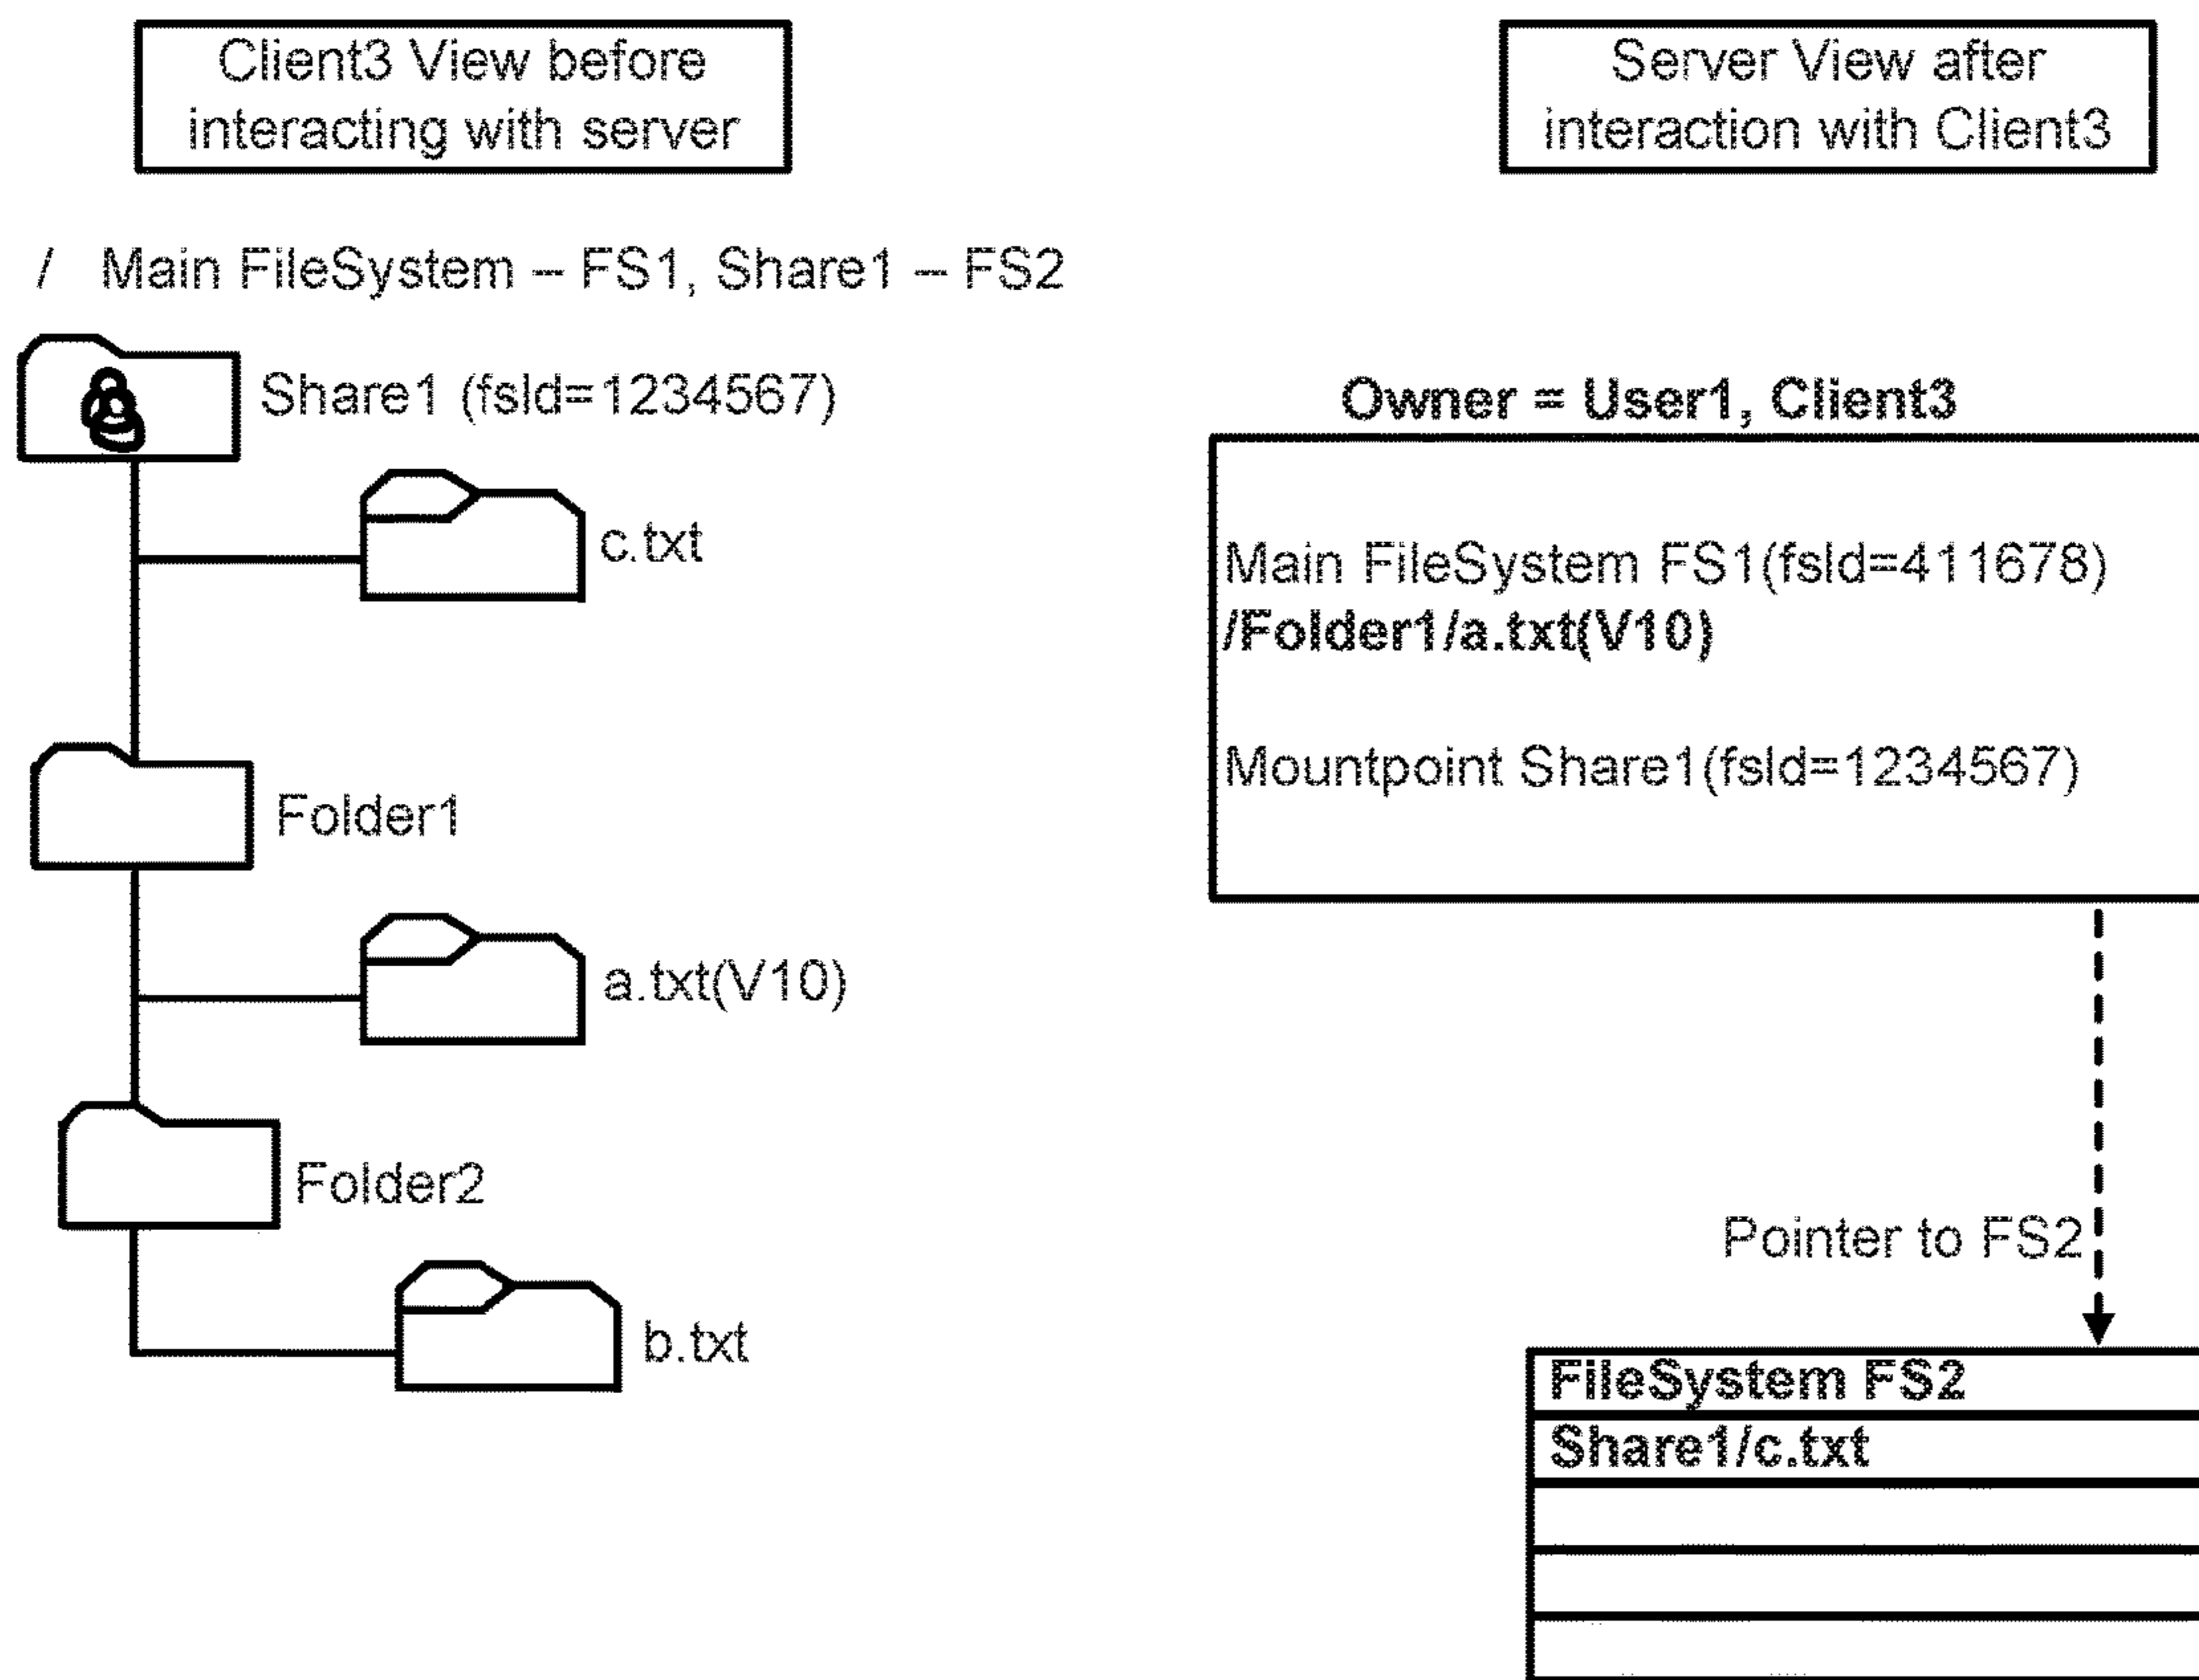 Client3 View before
interacting with server
/ Main FileSystem – FS1, Share1 – FS2
Share1 (fsId=1234567)
c.txt
Folder1
a.txt(V10)
Folder2
b.txt
Server View after
interaction with Client3
Owner = User1, Client3
Main FileSystem FS1(fsId=411678)
/Folder1/a.txt(V10)
Mountpoint Share1(fsId=1234567)
Pointer to FS2
FileSystem FS2
Share1/c.txt